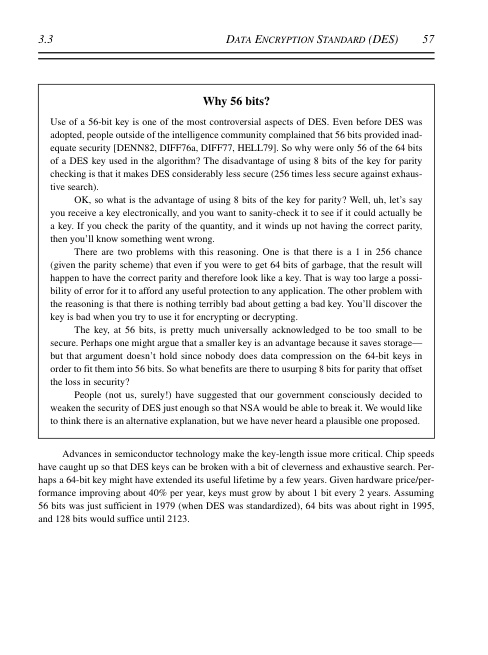 3.3 DATA ENCRYPTION STANDARD (DES) 57
Why 56 bits?
Use of a 56-bit key is one of the most controversial aspects of DES. Even before DES was
adopted, people outside of the intelligence community complained that 56 bits provided inad-
equate security [DENN82, DIFF76a, DIFF77, HELL79]. So why were only 56 of the 64 bits
of a DES key used in the algorithm? The disadvantage of using 8 bits of the key for parity
checking is that it makes DES considerably less secure (256 times less secure against exhaus-
tive search).
OK, so what is the advantage of using 8 bits of the key for parity? Well, uh, let's say
you receive a key electronically, and you want to sanity-check it to see if it could actually be
a key. If you check the parity of the quantity, and it winds up not having the correct parity,
then you'll know something went wrong.
There are two problems with this reasoning. One is that there is a 1 in 256 chance
(given the parity scheme) that even if you were to get 64 bits of garbage, that the result will
happen to have the correct parity and therefore look like a key. That is way too large a possi-
bility of error for it to afford any useful protection to any application. The other problem with
the reasoning is that there is nothing terribly bad about getting a bad key. You'll discover the
key is bad when you try to use it for encrypting or decrypting.
The key, at 56 bits, is pretty much universally acknowledged to be too small to be
secure. Perhaps one might argue that a smaller key is an advantage because it saves storage—
but that argument doesn't hold since nobody does data compression on the 64-bit keys in
order to fit them into 56 bits. So what benefits are there to usurping 8 bits for parity that offset
the loss in security?
People (not us, surely!) have suggested that our government consciously decided to
weaken the security of DES just enough so that NSA would be able to break it. We would like
to think there is an alternative explanation, but we have never heard a plausible one proposed.
Advances in semiconductor technology make the key-length issue more critical. Chip speeds
have caught up so that DES keys can be broken with a bit of cleverness and exhaustive search. Per-
haps a 64-bit key might have extended its useful lifetime by a few years. Given hardware price/per-
formance improving about 40% per year, keys must grow by about 1 bit every 2 years. Assuming
56 bits was just sufficient in 1979 (when DES was standardized), 64 bits was about right in 1995,
and 128 bits would suffice until 2123.